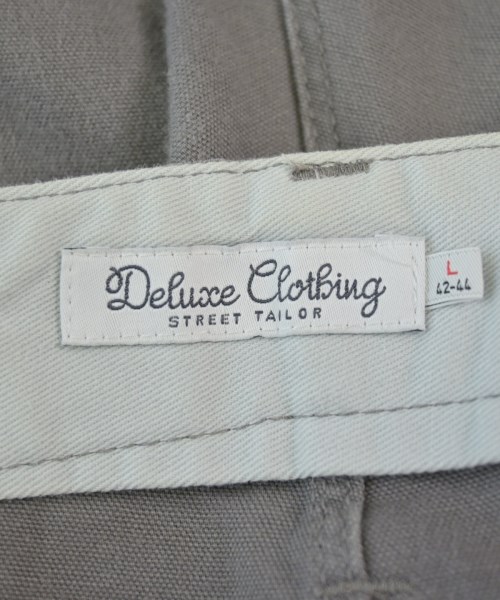 Deluxe Clothing
STREET TAILOR
L
42-44